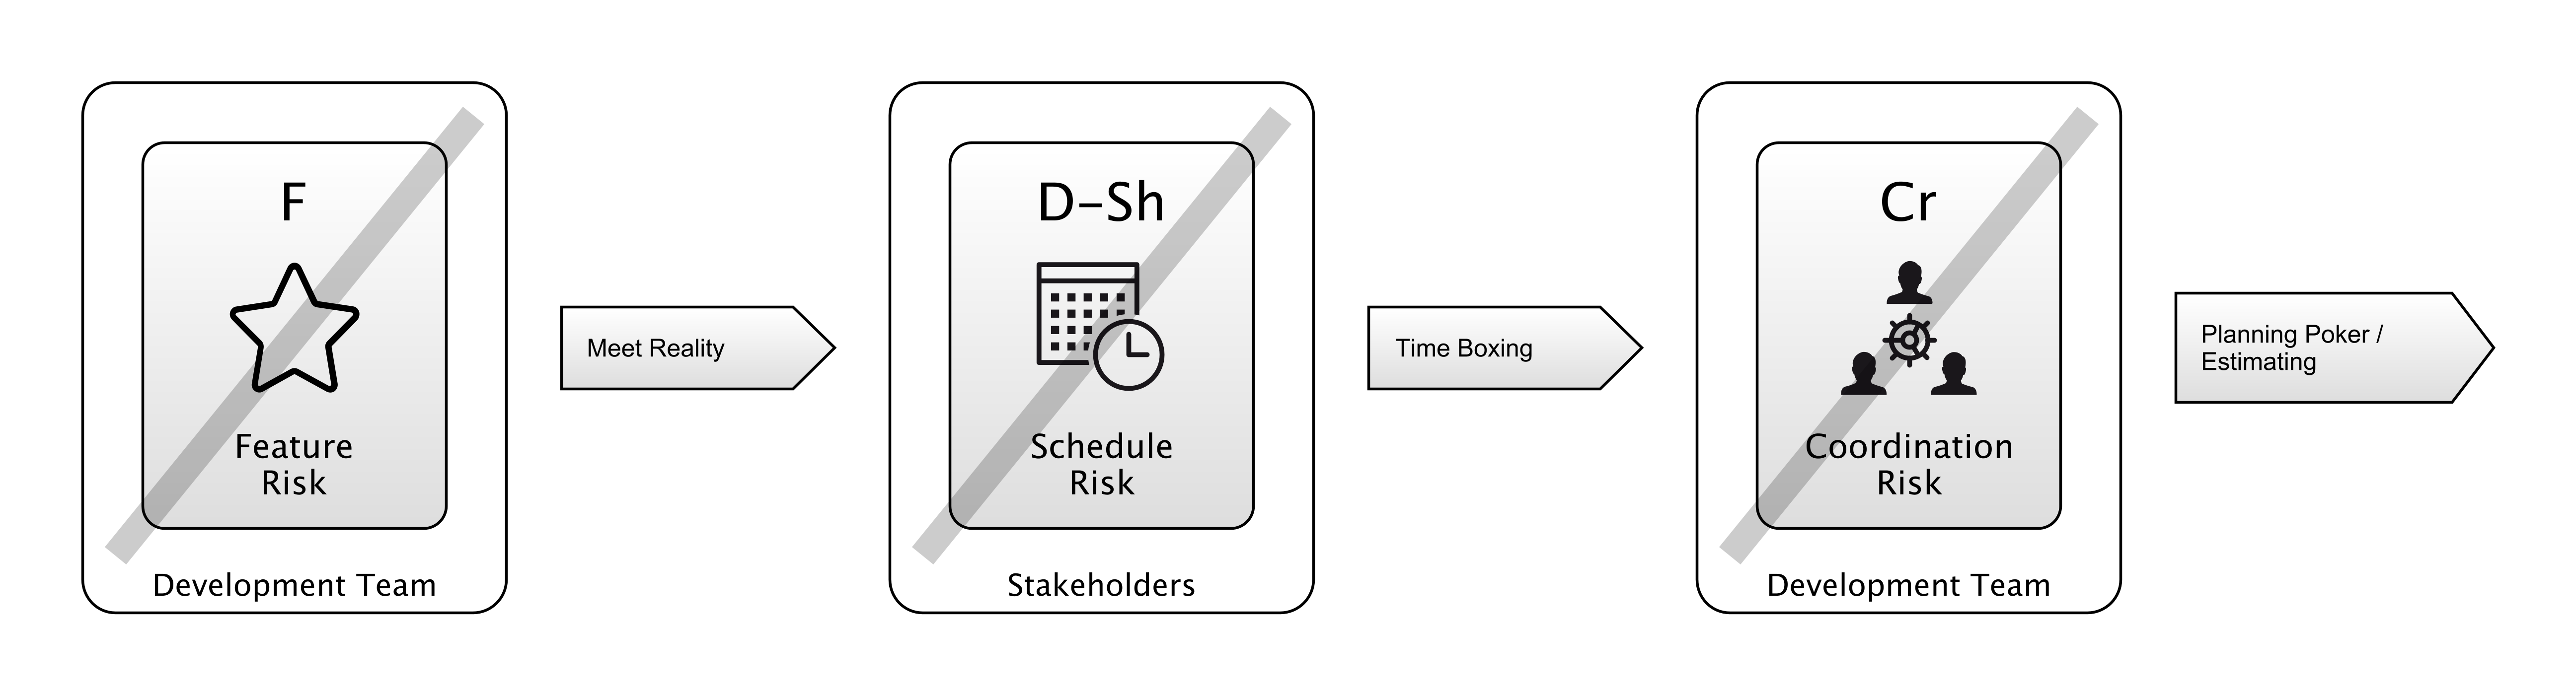 F
Feature
Risk
Development Team
Meet Reality
D-Sh
Schedule
Risk
Stakeholders
Time Boxing
Cr
Coordination
Risk
Development Team
Planning Poker /
Estimating